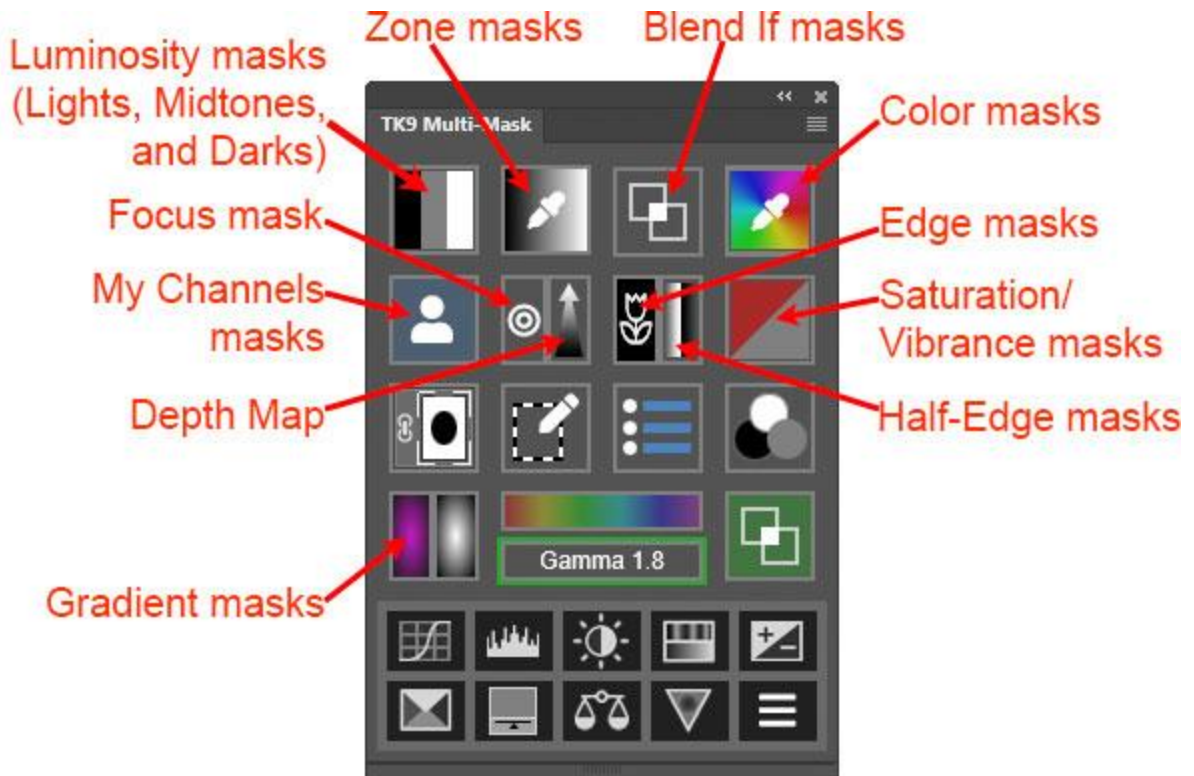 Zone masks
Blend If masks
Luminosity masks
(Lights, Midtones,
and Darks)
TK9 Multi-Mask
Color masks
Focus mask
Edge masks
My Channels
masks
Saturation/
Vibrance masks
Depth Map
Half-Edge masks
Gamma 1.8
Gradient masks